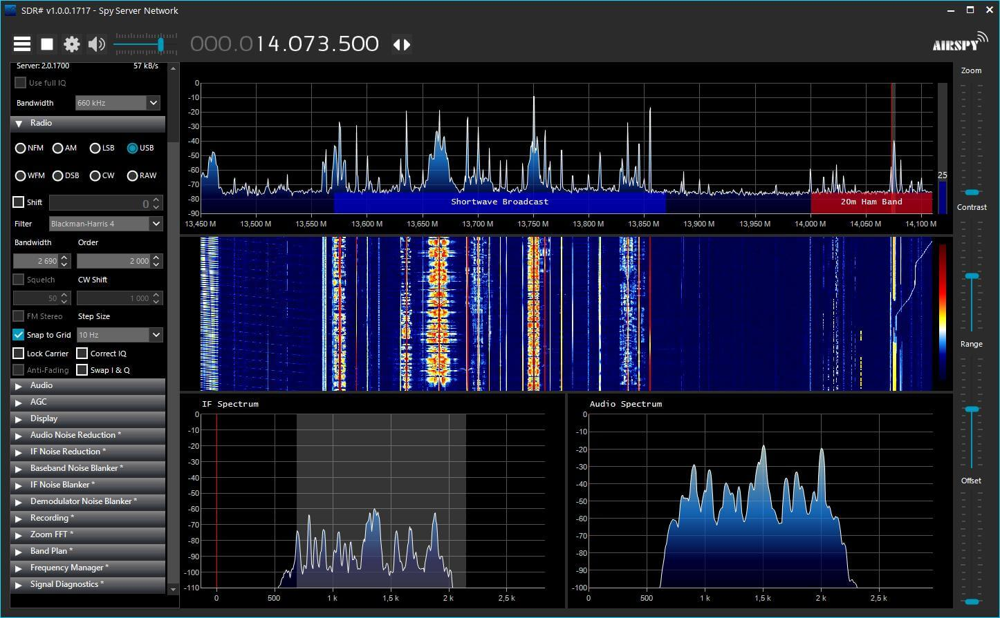 SDR# v1.0.0.1717 - Spy Server Network
000.014.073.500
AIRSPY
Server: 2.0.1700 57 kB/s
Use full IQ
Bandwidth 660 kHz
Radio
NFM AM LSB USB
WFM DSB CW RAW
Shift 0
Filter Blackman-Harris 4
Bandwidth Order
2 690 2 000
Squelch CW Shift
50 1 000
FM Stereo Step Size
Snap to Grid 10 Hz
Lock Carrier Correct IQ
Anti-Fading Swap I & Q
Audio
AGC
Display
Audio Noise Reduction *
IF Noise Reduction *
Baseband Noise Blanker *
IF Noise Blanker *
Demodulator Noise Blanker *
Recording *
Zoom FFT *
Band Plan *
Frequency Manager *
Signal Diagnostics *
0
-10
-20
-30
-40
-50
-60
-70
-80
-90
25
Shortwave Broadcast 20m Ham Band
13,450 M 13,500 M 13,550 M 13,600 M 13,650 M 13,700 M 13,750 M 13,800 M 13,850 M 13,900 M 13,950 M 14,000 M 14,050 M 14,100 M
IF Spectrum
0
-10
-20
-30
-40
-50
-60
-70
-80
-90
-100
-110
0 500 1 k 1,5 k 2 k 2,5 k
Audio Spectrum
0
-10
-20
-30
-40
-50
-60
-70
-80
-90
-100
0 500 1 k 1,5 k 2 k 2,5 k
Zoom
Contrast
Range
Offset